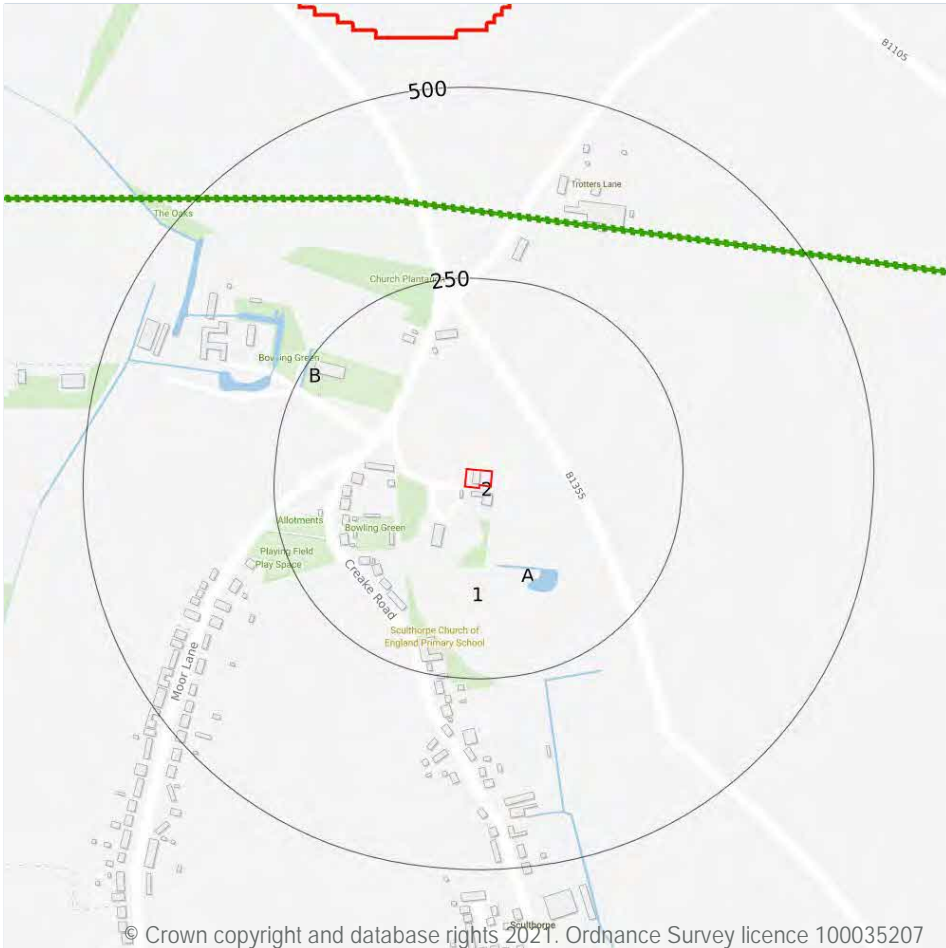 B1105
500
Trotters Lane
The Oaks
Church Plantation
250
Bowling Green
B
2
B1355
Allotments
Bowling Green
Playing Field
Play Space
A
Creake Road
1
Sculthorpe Church of
England Primary School
Moor Lane
Sculthorpe
© Crown copyright and database rights 2021. Ordnance Survey licence 100035207